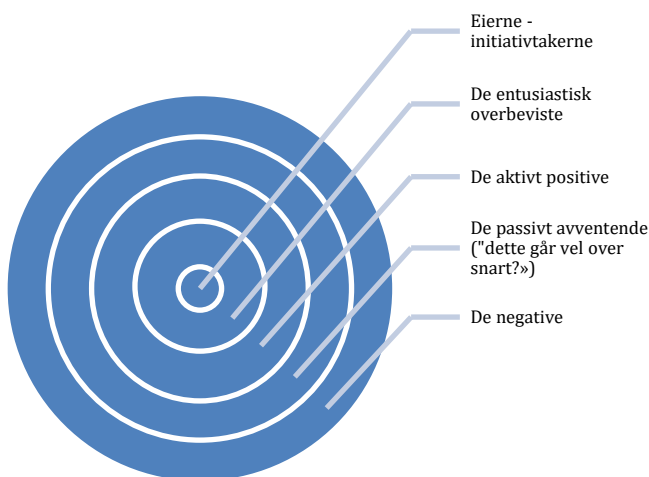 Eierne -
initiativtakerne
De entusiastisk
overbeviste
De aktivt positive
De passivt avventende
("dette går vel over
snart?»)
De negative